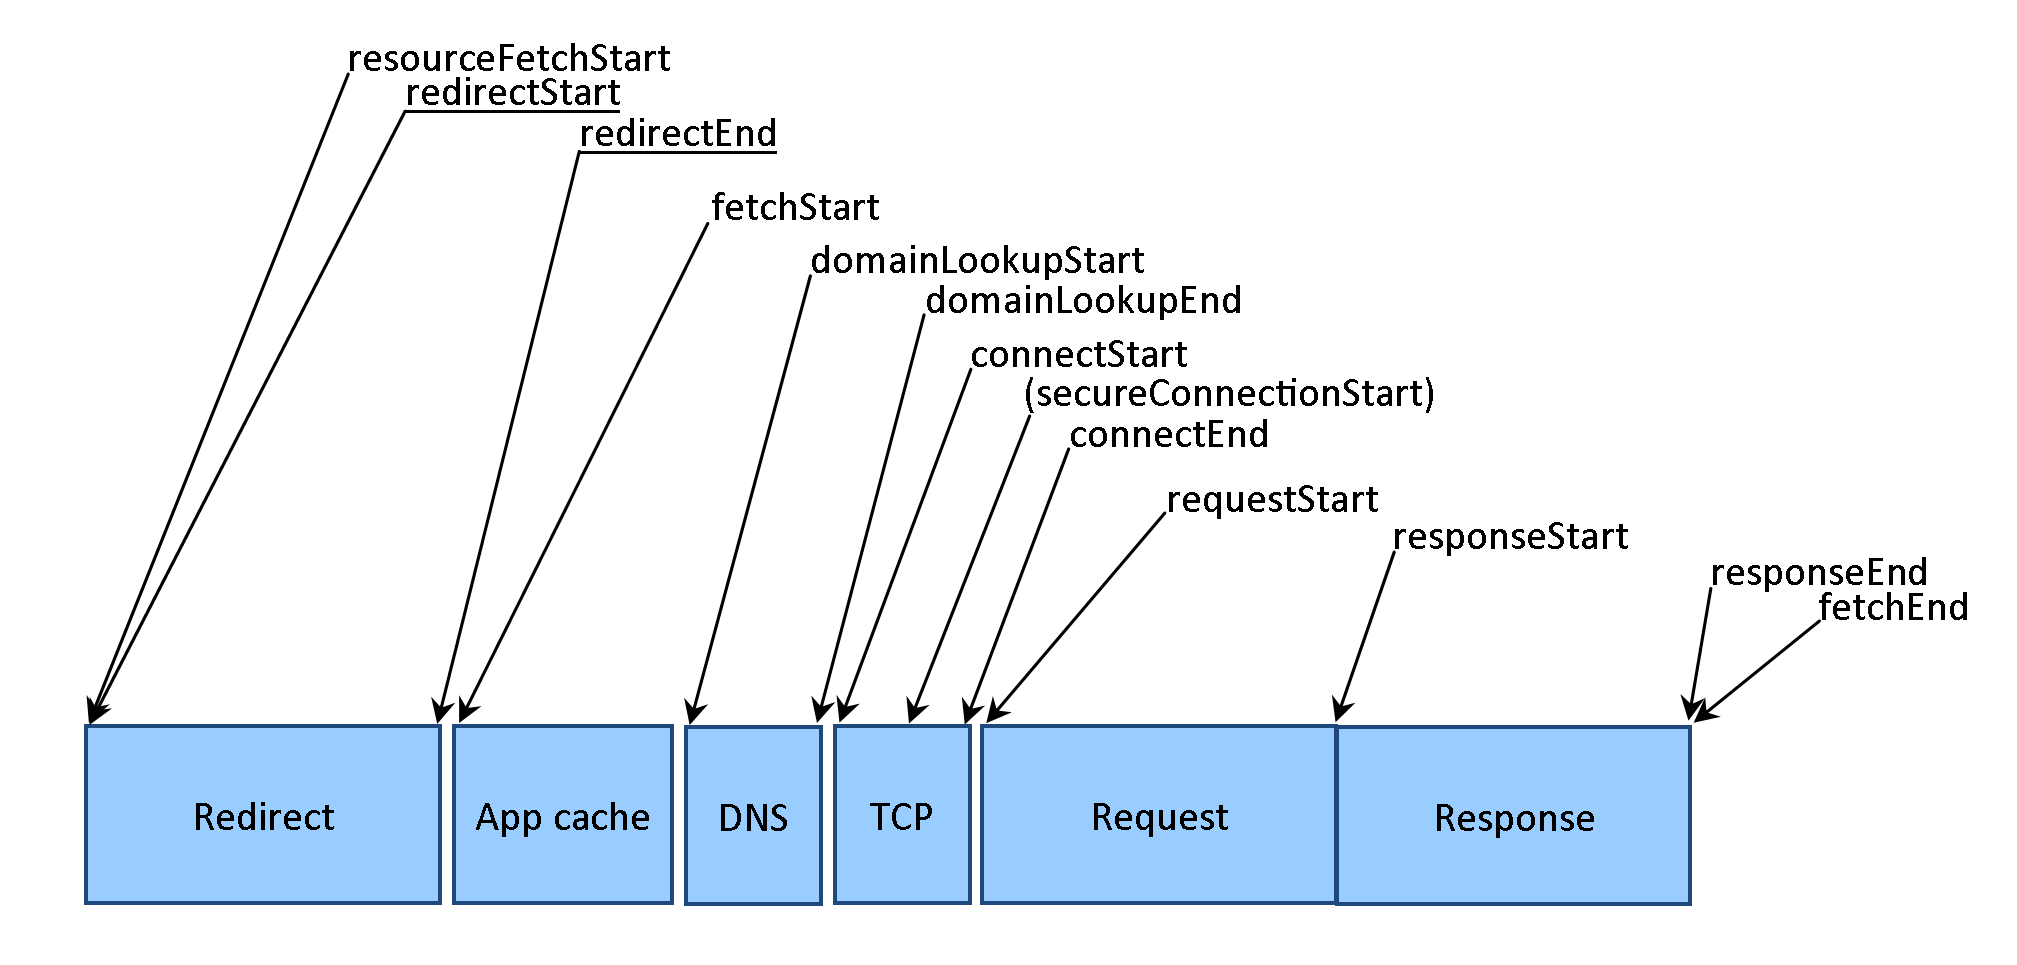 resourceFetchStart
redirectStart
redirectEnd
fetchStart
domainLookupStart
domainLookupEnd
connectStart
(secureConnectionStart)
connectEnd
requestStart
responseStart
responseEnd
fetchEnd
Redirect
App cache
DNS
TCP
Request
Response